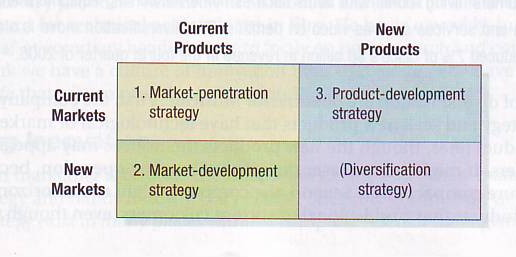 Current
Products
New
Products
Current
Markets
1. Market-penetration
strategy
3. Product-development
strategy
New
Markets
2. Market-development
strategy
(Diversification
strategy)